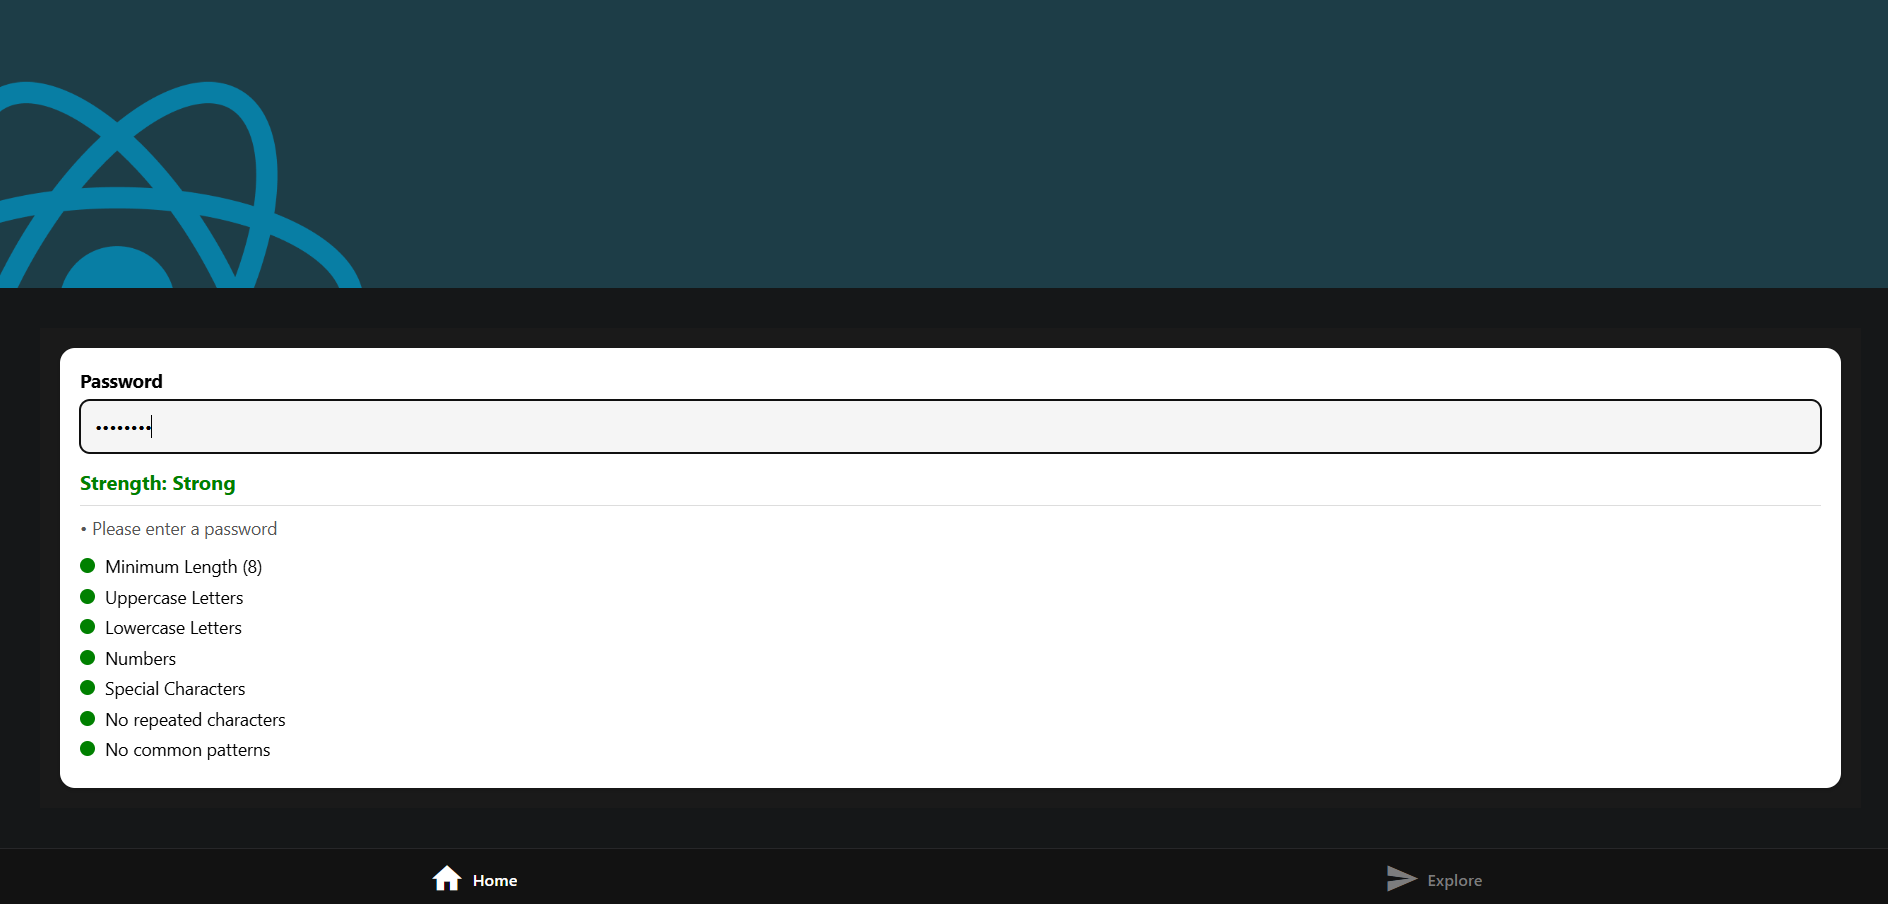 Password
••••••••
Strength: Strong
• Please enter a password
Minimum Length (8)
Uppercase Letters
Lowercase Letters
Numbers
Special Characters
No repeated characters
No common patterns
Home
Explore